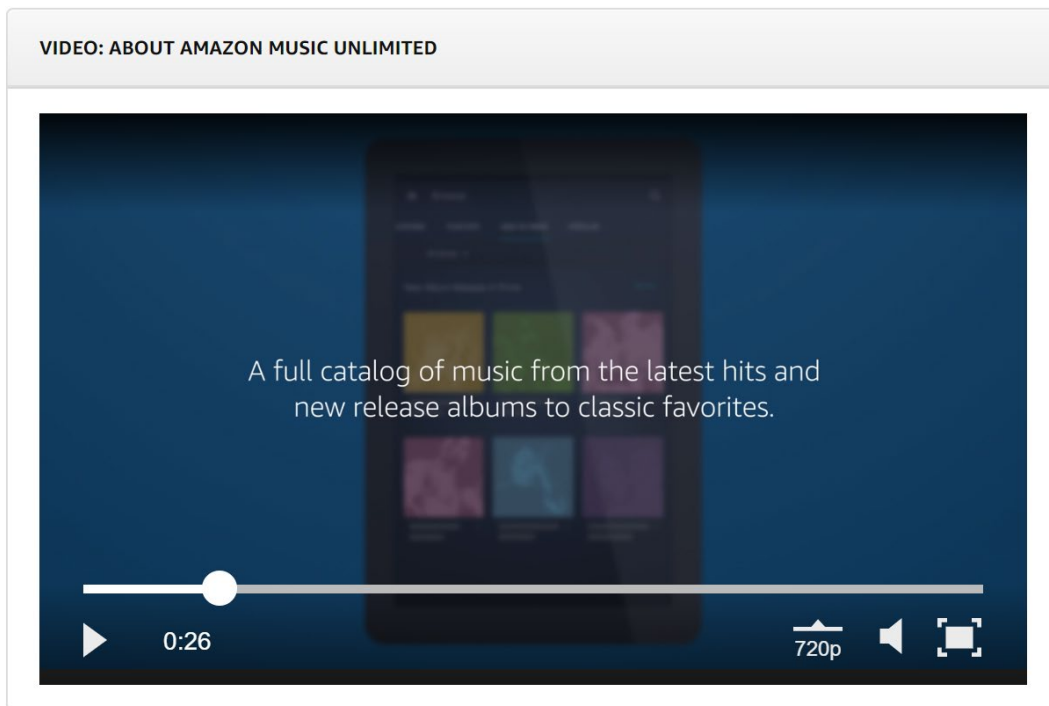 VIDEO: ABOUT AMAZON MUSIC UNLIMITED
A full catalog of music from the latest hits and
new release albums to classic favorites.
0:26
720p